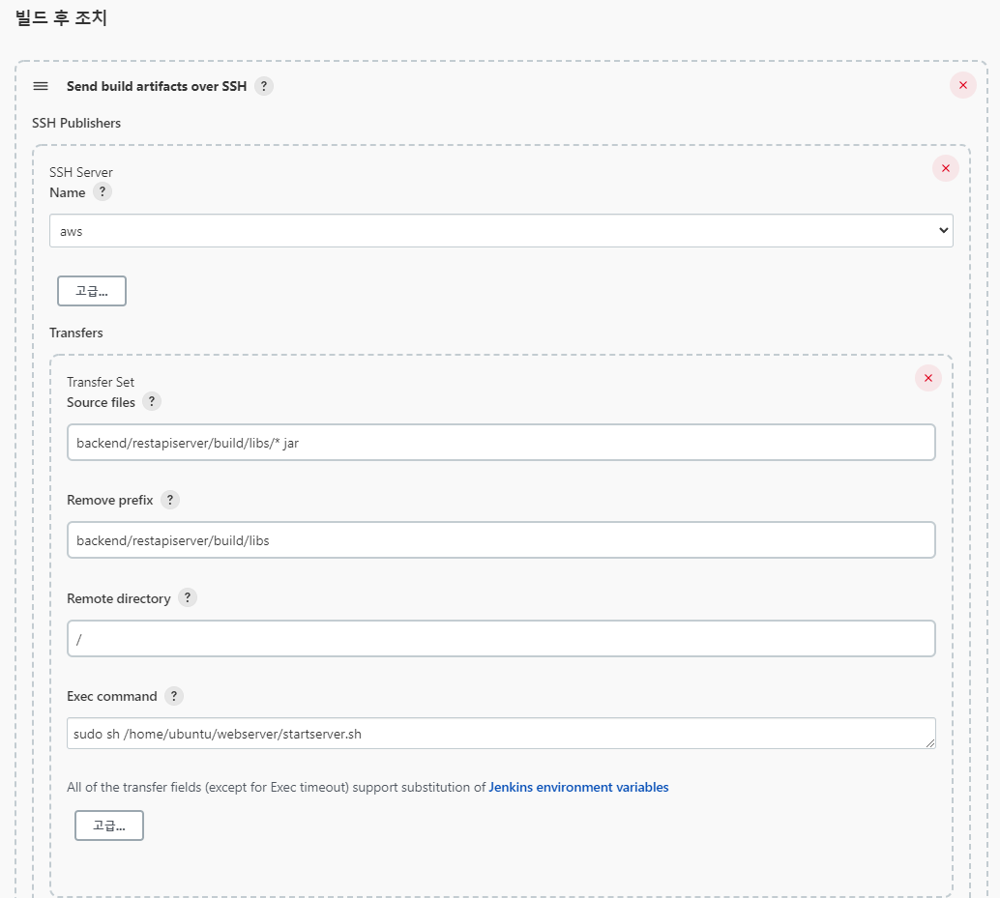 빌드 후 조치
Send build artifacts over SSH ?
SSH Publishers
SSH Server
Name ?
aws
고급...
Transfers
Transfer Set
Source files ?
backend/restapiserver/build/libs/* jar
Remove prefix ?
backend/restapiserver/build/libs
Remote directory ?
/
Exec command ?
sudo sh /home/ubuntu/webserver/startserver.sh
All of the transfer fields (except for Exec timeout) support substitution of Jenkins environment variables
고급...